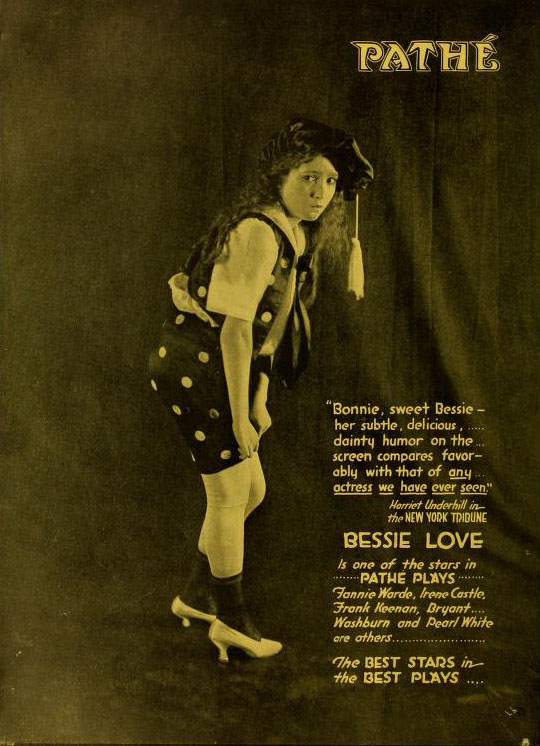 PATHÉ
"Bonnie, sweet Bessie –
her subtle, delicious, .....
dainty humor on the ...
screen compares favor-
ably with that of any ...
actress we have ever seen."
Harriet Underhill in
the NEW YORK TRIBUNE
BESSIE LOVE
Is one of the stars in
........ PATHE PLAYS ........
Fannie Warde, Irene Castle,
Frank Keenan, Bryant....
Washburn and Pearl White
are others......................
The BEST STARS in
the BEST PLAYS ....